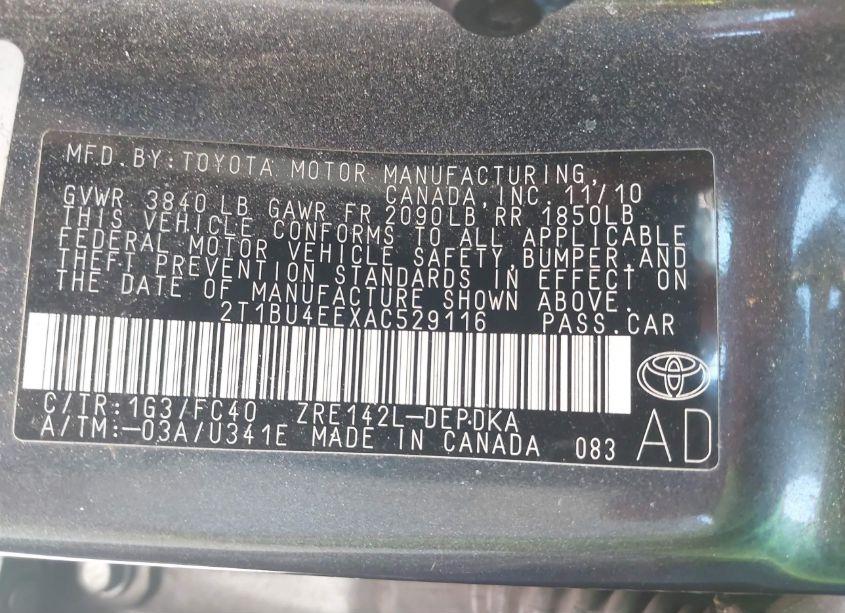 MFD.BY:TOYOTA MOTOR MANUFACTURING,
CANADA,INC. 11/10
GVWR 3840 LB GAWR FR 2090LB RR 1850LB
THIS VEHICLE CONFORMS TO ALL APPLICABLE
FEDERAL MOTOR VEHICLE SAFETY,BUMPER,AND
THEFT PREVENTION STANDARDS IN EFFECT ON
THE DATE OF MANUFACTURE SHOWN ABOVE.
2T1BU4EEXAC529116 PASS.CAR
C/TR:1G3/FC40 ZRE142L-DEPDKA
A/TM:-03A/U341E MADE IN CANADA 083
AD